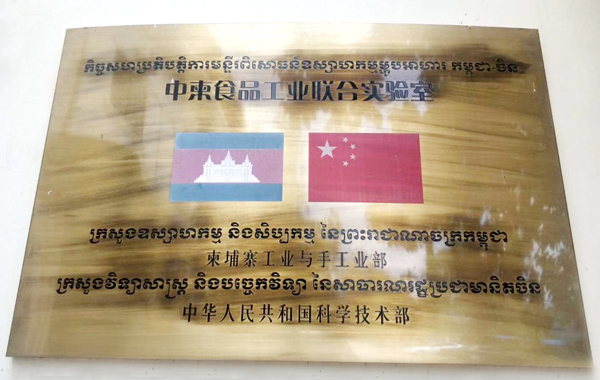 កិច្ចសហប្រតិបត្តិការមន្ទីរពិសោធន៍ឧស្សាហកម្មម្ហូបអាហារ កម្ពុជា-ចិន
中柬食品工业联合实验室
ក្រសួងឧស្សាហកម្ម និងសិប្បកម្ម នៃព្រះរាជាណាចក្រកម្ពុជា
柬埔寨工业与手工业部
ក្រសួងវិទ្យាសាស្ត្រ និងបច្ចេកវិទ្យា នៃសាធារណរដ្ឋប្រជាមានិតចិន
中华人民共和国科学技术部